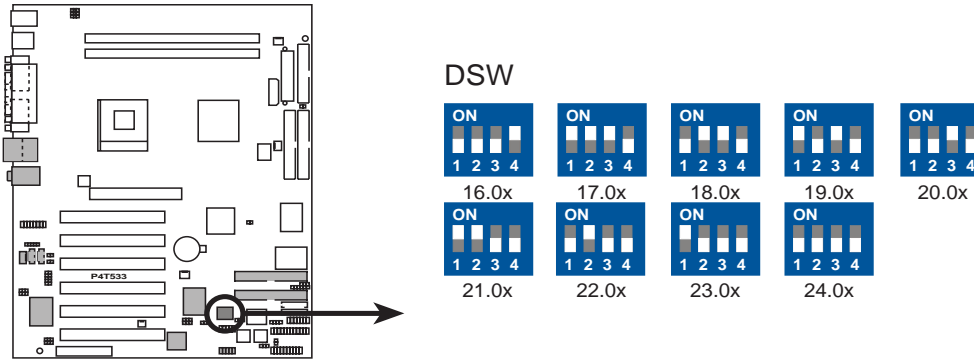 DSW
ON ON ON ON ON
1 2 3 4 1 2 3 4 1 2 3 4 1 2 3 4 1 2 3 4
16.0x 17.0x 18.0x 19.0x 20.0x
ON ON ON ON
1 2 3 4 1 2 3 4 1 2 3 4 1 2 3 4
21.0x 22.0x 23.0x 24.0x
P4T533